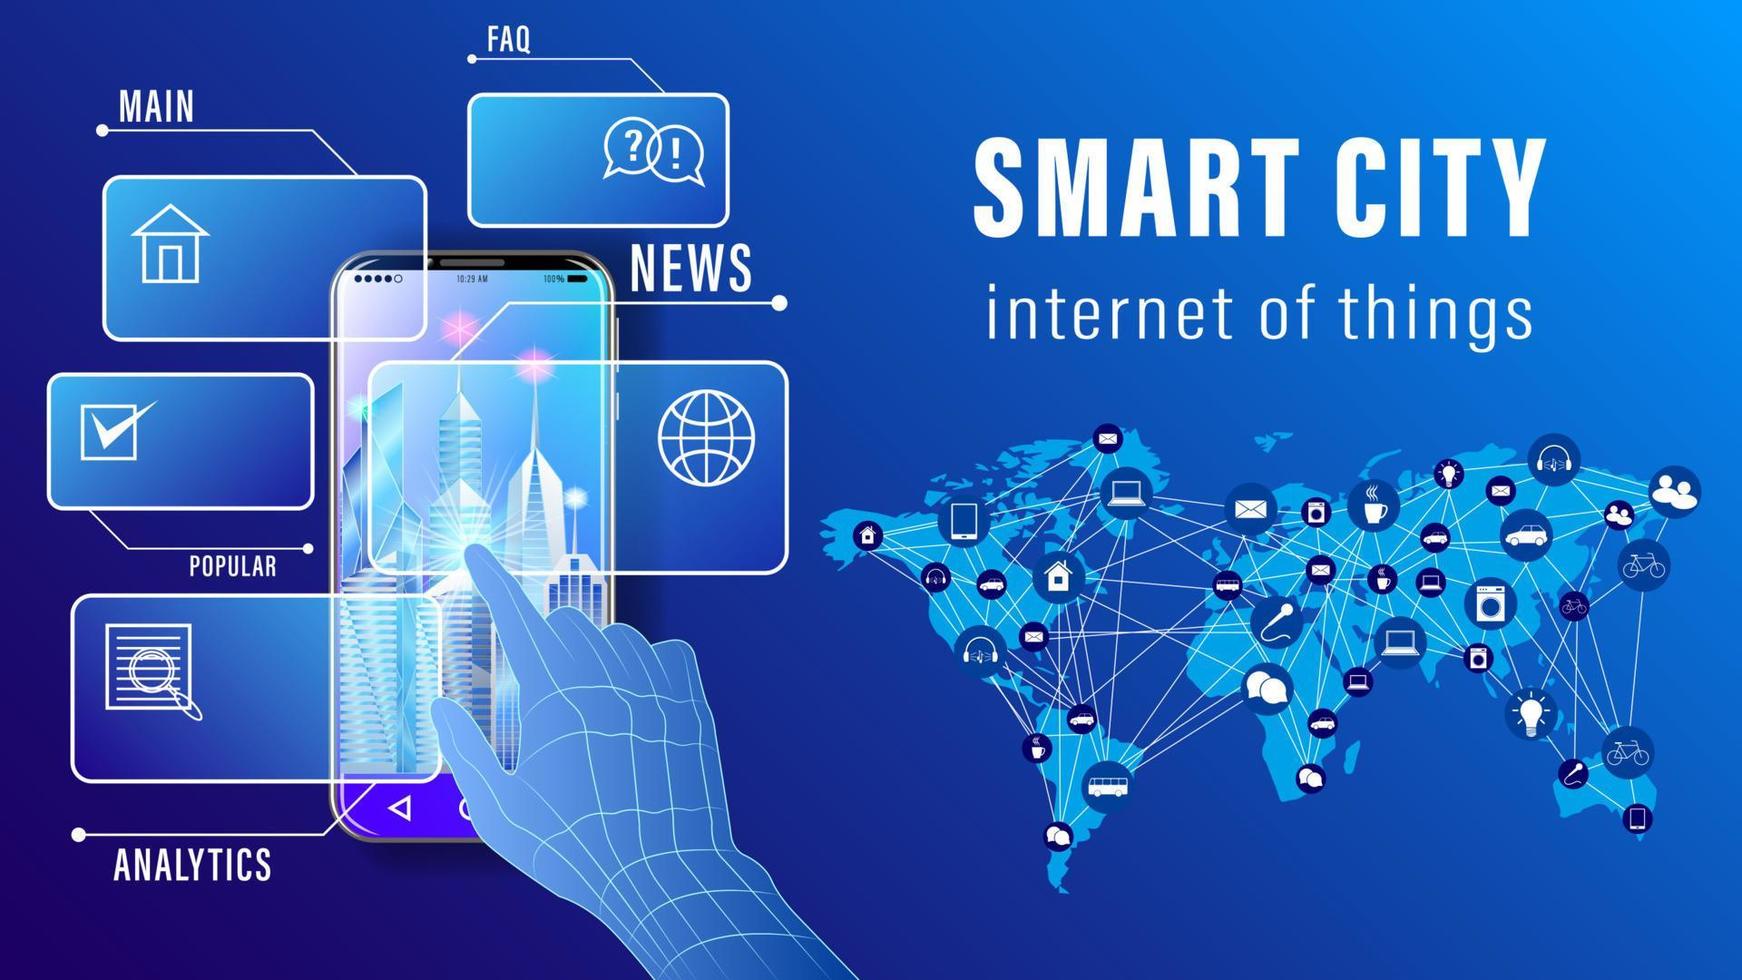 FAQ
MAIN
NEWS
10:29 AM
100%
POPULAR
ANALYTICS
SMART CITY
internet of things